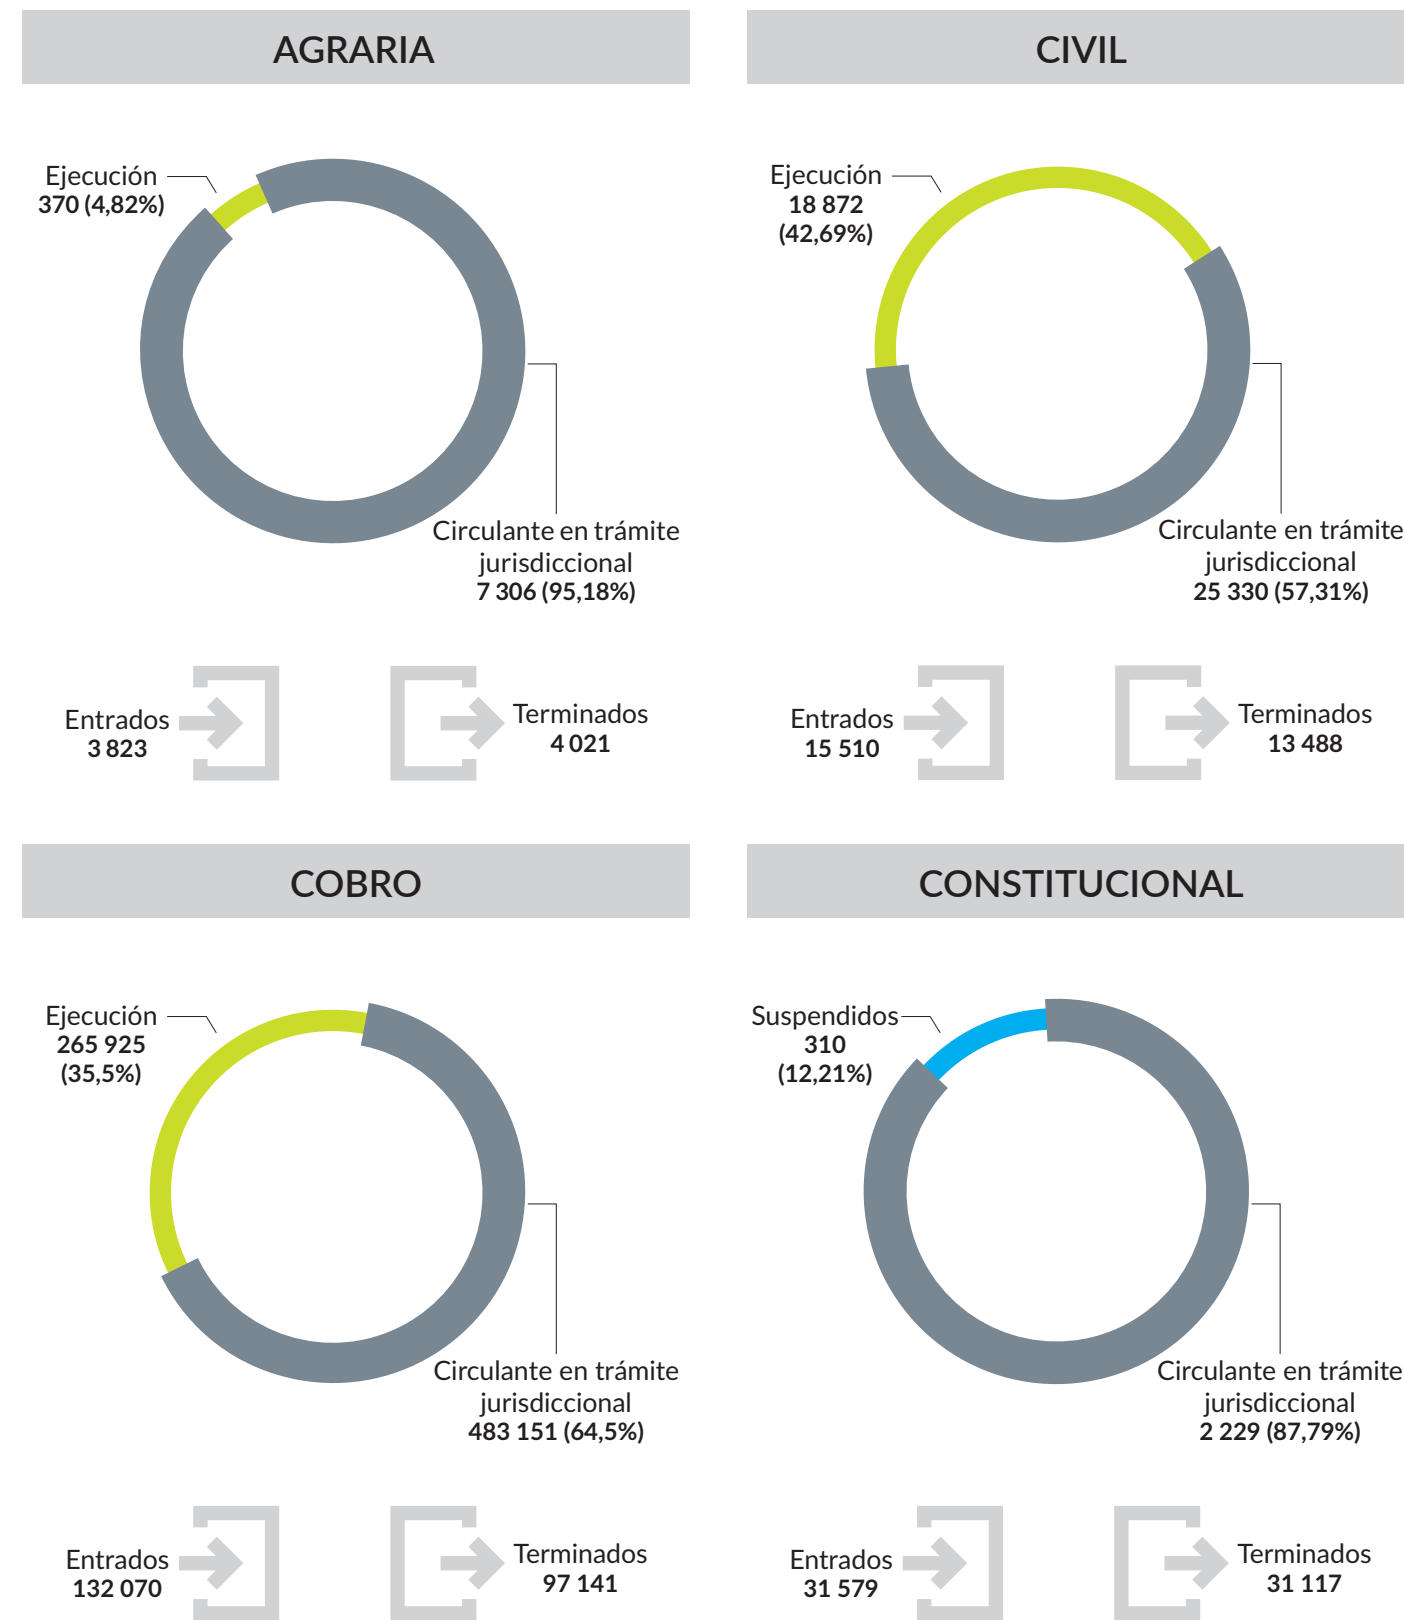 AGRARIA
Ejecución
370 (4,82%)
Circulante en trámite
jurisdiccional
7 306 (95,18%)
Entrados
3 823
Terminados
4 021
CIVIL
Ejecución
18 872
(42,69%)
Circulante en trámite
jurisdiccional
25 330 (57,31%)
Entrados
15 510
Terminados
13 488
COBRO
Ejecución
265 925
(35,5%)
Circulante en trámite
jurisdiccional
483 151 (64,5%)
Entrados
132 070
Terminados
97 141
CONSTITUCIONAL
Suspendidos
310
(12,21%)
Circulante en trámite
jurisdiccional
2 229 (87,79%)
Entrados
31 579
Terminados
31 117